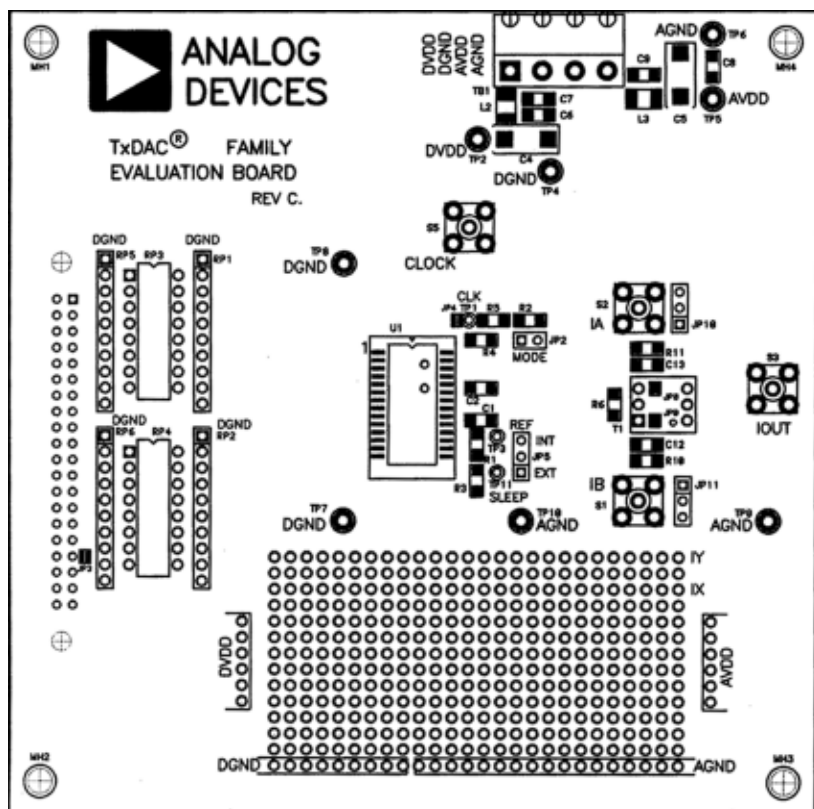 MH1
ANALOG
DEVICES
TxDAC® FAMILY
EVALUATION BOARD
REV C.
DVDD
DGND
AVDD
AGND
TB1
L2
C7
C6
C4
DVDD
TP2
DGND
TP4
C9
L3
C5
AGND
TP6
C8
AVDD
TP5
MH4
S5
CLOCK
TP8
DGND
DGND
RP5
RP3
DGND
RP1
DGND
RP6
RP4
DGND
RP2
JP3
U1
1
CLK
JP4
TP1
R5
R2
R4
JP2
MODE
C2
C1
R1
TP3
REF
INT
JP5
EXT
R3
TP11
SLEEP
S2
IA
JP10
R11
C13
R6
JP8
JP9
T1
C12
R10
IB
S1
JP11
S3
IOUT
TP7
DGND
TP10
AGND
TP9
AGND
IY
IX
DVDD
AVDD
DGND
AGND
MH2
MH3